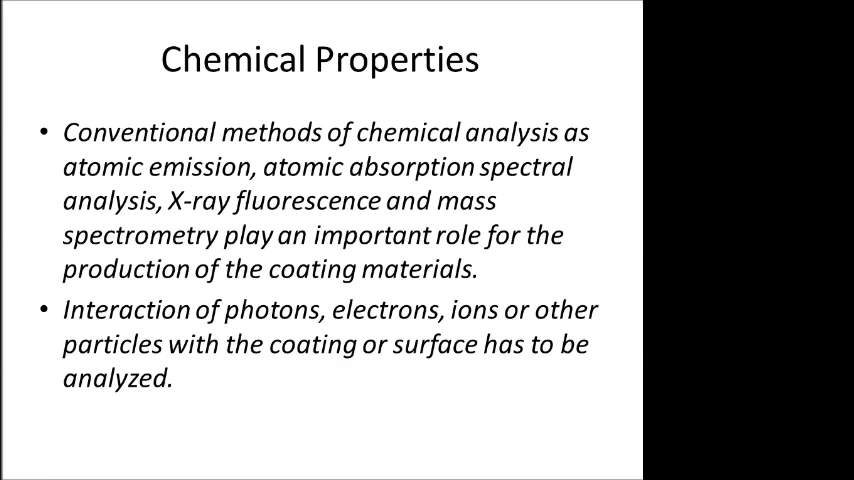 Chemical Properties
• Conventional methods of chemical analysis as
atomic emission, atomic absorption spectral
analysis, X-ray fluorescence and mass
spectrometry play an important role for the
production of the coating materials.
• Interaction of photons, electrons, ions or other
particles with the coating or surface has to be
analyzed.